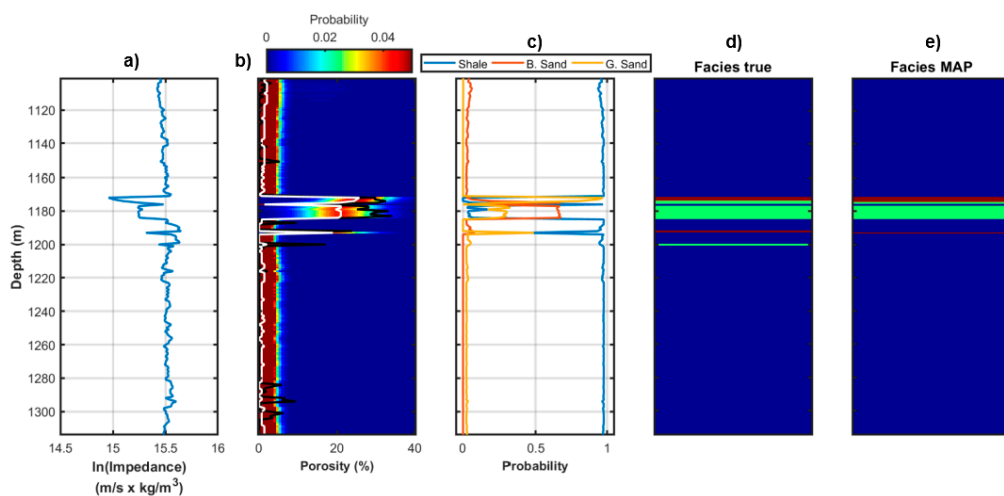 Probability
0 0.02 0.04
a)
b)
c)
d)
e)
Shale B. Sand G. Sand
Facies true
Facies MAP
Depth (m)
1120
1140
1160
1180
1200
1220
1240
1260
1280
1300
14.5 15 15.5 16
0 20 40
0 0.5 1
ln(Impedance)
(m/s x kg/m³)
Porosity (%)
Probability